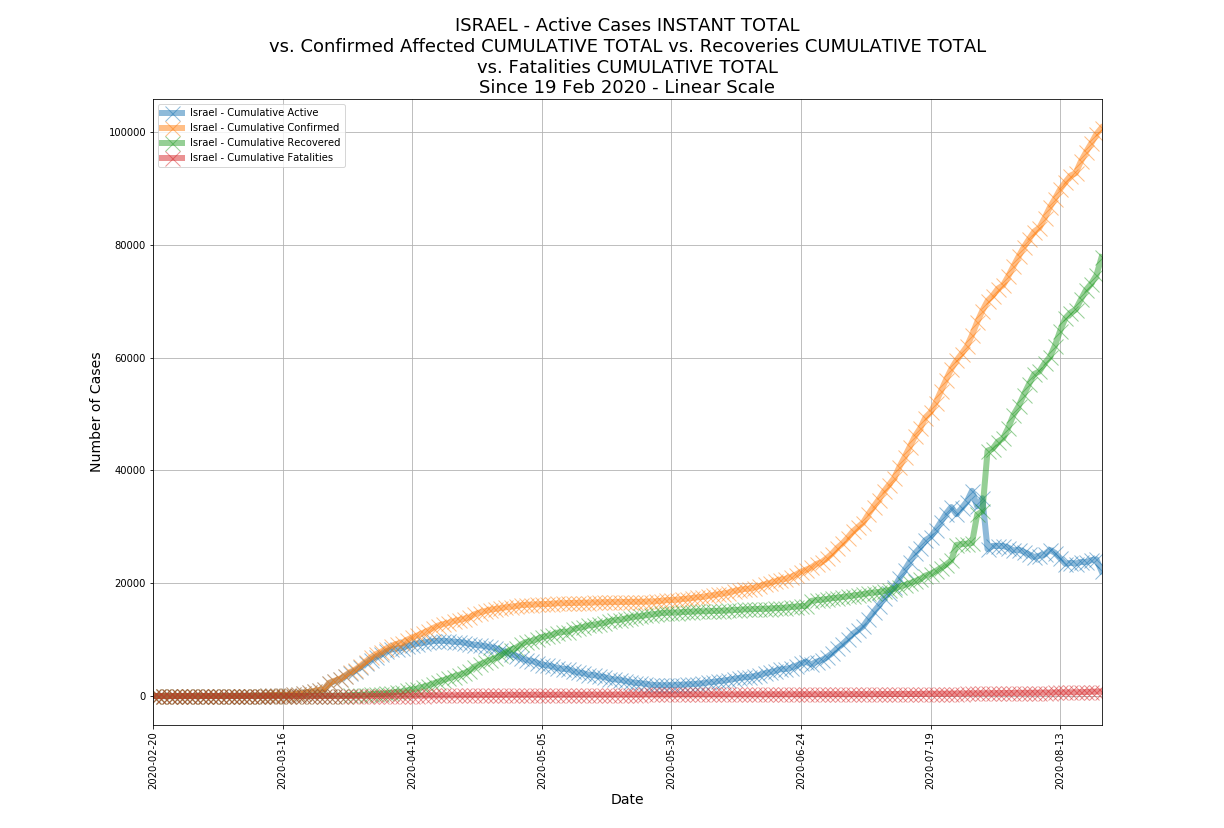 ISRAEL - Active Cases INSTANT TOTAL
vs. Confirmed Affected CUMULATIVE TOTAL vs. Recoveries CUMULATIVE TOTAL
vs. Fatalities CUMULATIVE TOTAL
Since 19 Feb 2020 - Linear Scale
Israel - Cumulative Active
Israel - Cumulative Confirmed
Israel - Cumulative Recovered
Israel - Cumulative Fatalities
Number of Cases
100000
80000
60000
40000
20000
0
2020-02-20
2020-03-16
2020-04-10
2020-05-05
2020-05-30
2020-06-24
2020-07-19
2020-08-13
Date